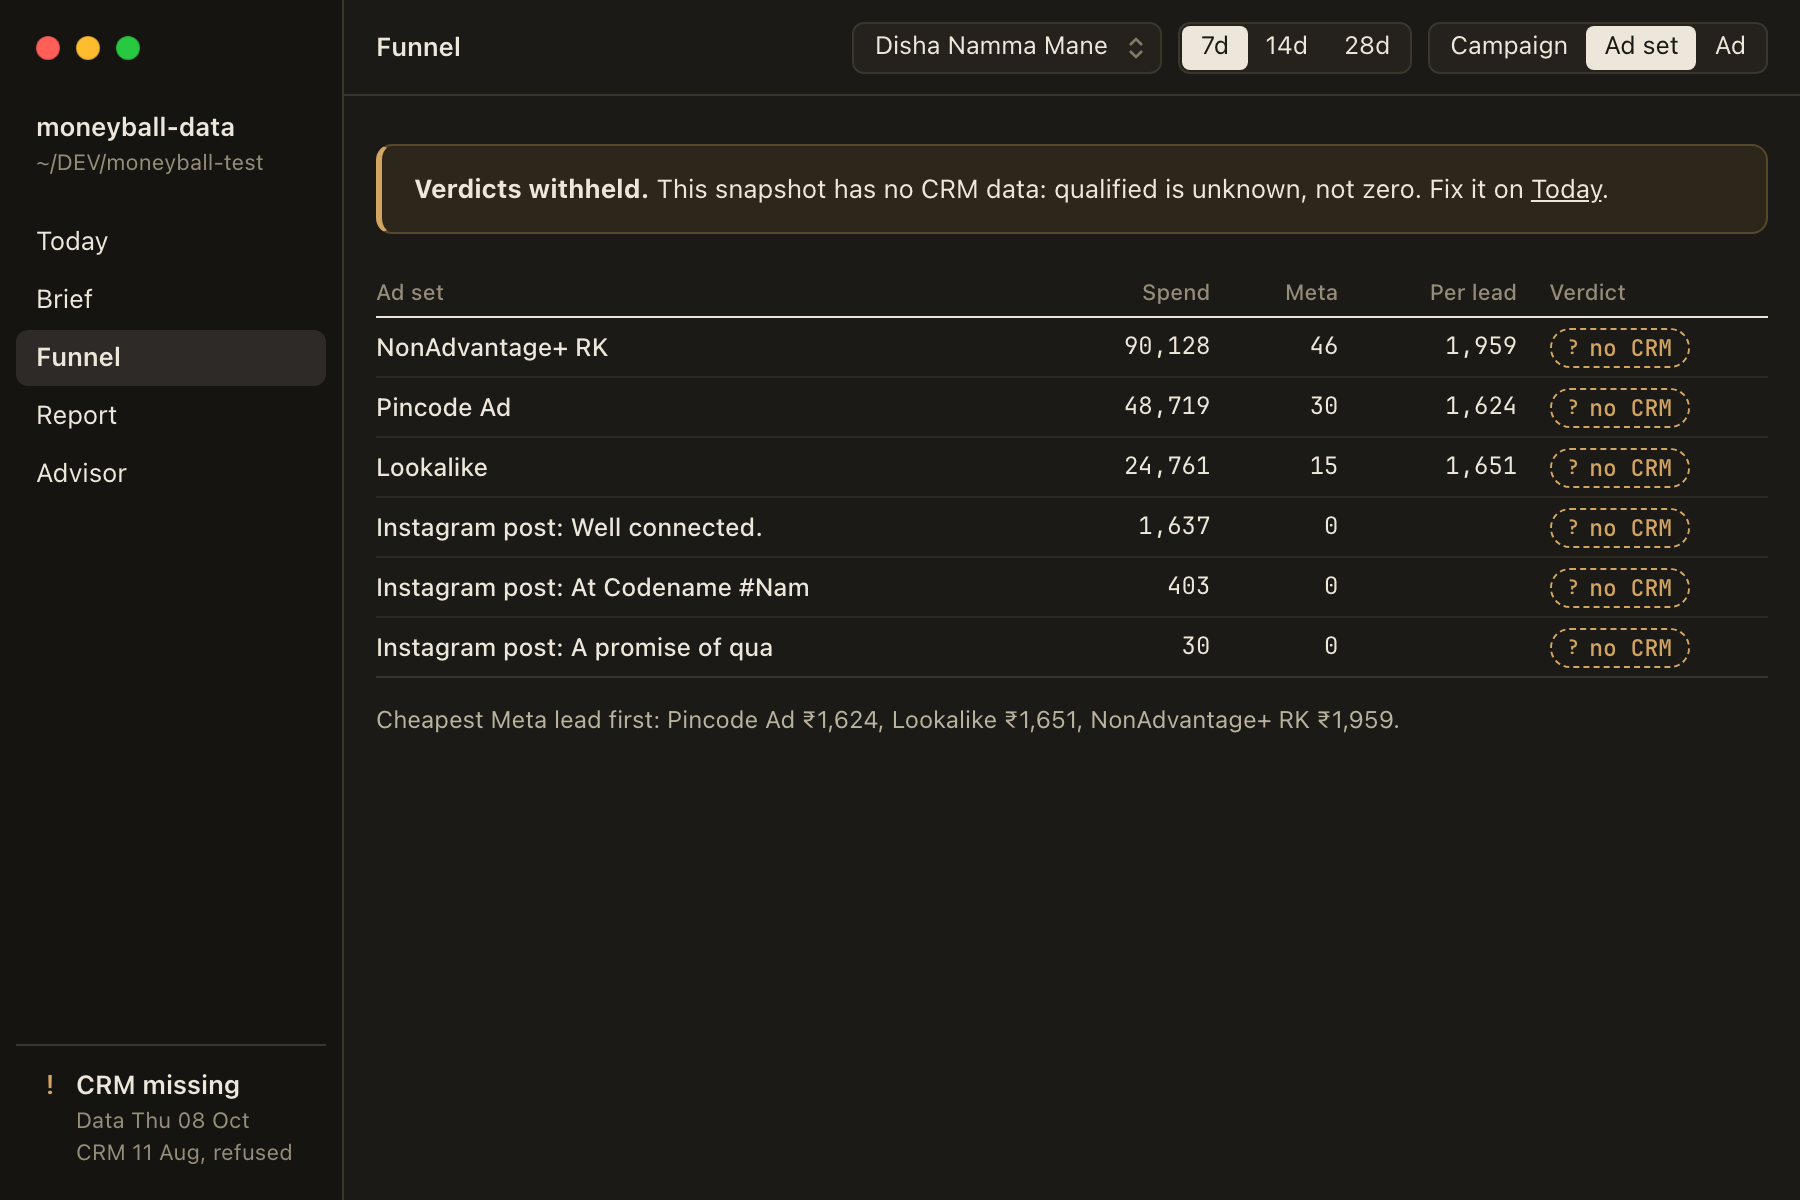 moneyball-data
~/DEV/moneyball-test
Today
Brief
Funnel
Report
Advisor
! CRM missing
Data Thu 08 Oct
CRM 11 Aug, refused
Funnel Disha Namma Mane 7d 14d 28d Campaign Ad set Ad
Verdicts withheld. This snapshot has no CRM data: qualified is unknown, not zero. Fix it on Today.
Ad set Spend Meta Per lead Verdict
NonAdvantage+ RK 90,128 46 1,959 ? no CRM
Pincode Ad 48,719 30 1,624 ? no CRM
Lookalike 24,761 15 1,651 ? no CRM
Instagram post: Well connected. 1,637 0 ? no CRM
Instagram post: At Codename #Nam 403 0 ? no CRM
Instagram post: A promise of qua 30 0 ? no CRM
Cheapest Meta lead first: Pincode Ad ₹1,624, Lookalike ₹1,651, NonAdvantage+ RK ₹1,959.